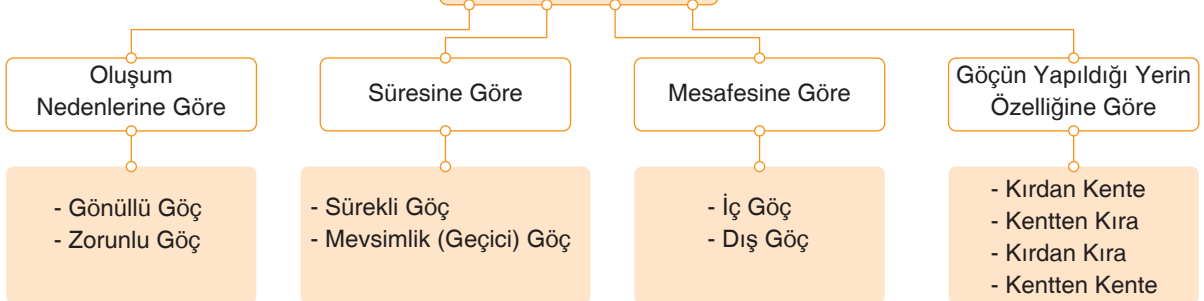 Oluşum
Nedenlerine Göre
Süresine Göre
Mesafesine Göre
Göçün Yapıldığı Yerin
Özelliğine Göre
- Gönüllü Göç
- Zorunlu Göç
- Sürekli Göç
- Mevsimlik (Geçici) Göç
- İç Göç
- Dış Göç
- Kırdan Kente
- Kentten Kıra
- Kırdan Kıra
- Kentten Kente